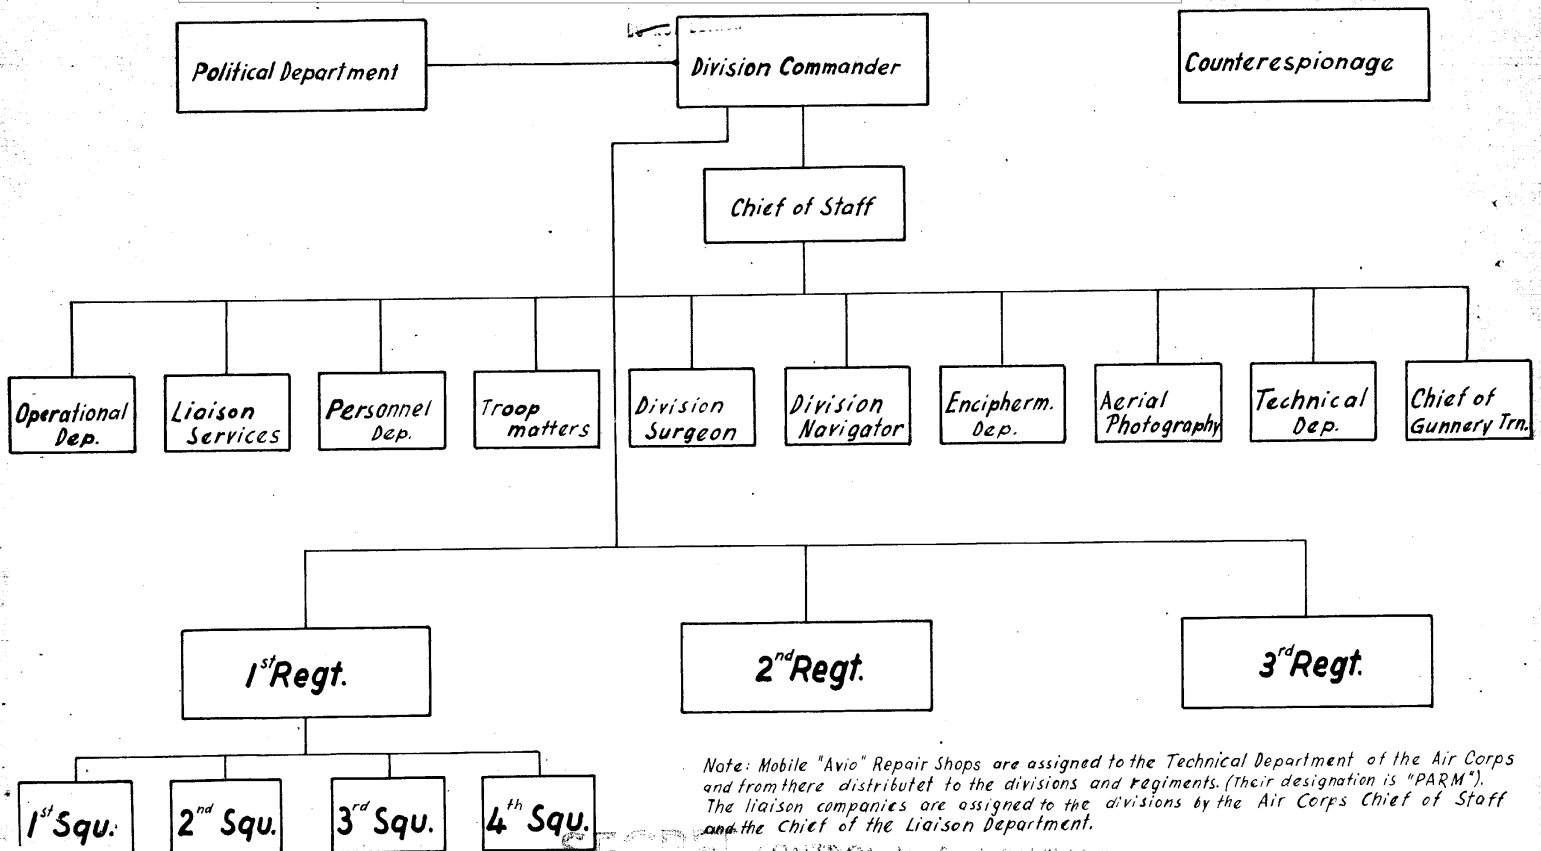 Political Department
Division Commander
Counterespionage
Chief of Staff
Operational
Dep.
Liaison
Services
Personnel
Dep.
Troop
matters
Division
Surgeon
Division
Navigator
Encipherm.
Dep.
Aerial
Photography
Technical
Dep.
Chief of
Gunnery Trn.
1st Regt.
2nd Regt.
3rd Regt.
1st Squ.
2nd Squ.
3rd Squ.
4th Squ.
Note: Mobile "Avio" Repair Shops are assigned to the Technical Department of the Air Corps
and from there distributet to the divisions and regiments. (Their designation is "PARM").
The liaison companies are assigned to the divisions by the Air Corps Chief of Staff
and the Chief of the Liaison Department.